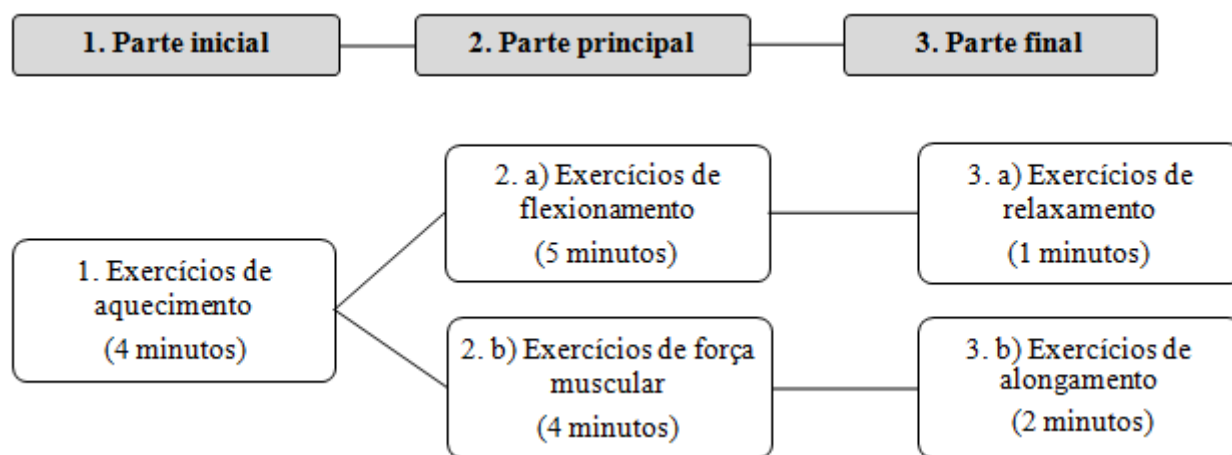 1. Parte inicial
2. Parte principal
3. Parte final
1. Exercícios de
aquecimento
(4 minutos)
2. a) Exercícios de
flexionamento
(5 minutos)
3. a) Exercícios de
relaxamento
(1 minutos)
2. b) Exercícios de força
muscular
(4 minutos)
3. b) Exercícios de
alongamento
(2 minutos)